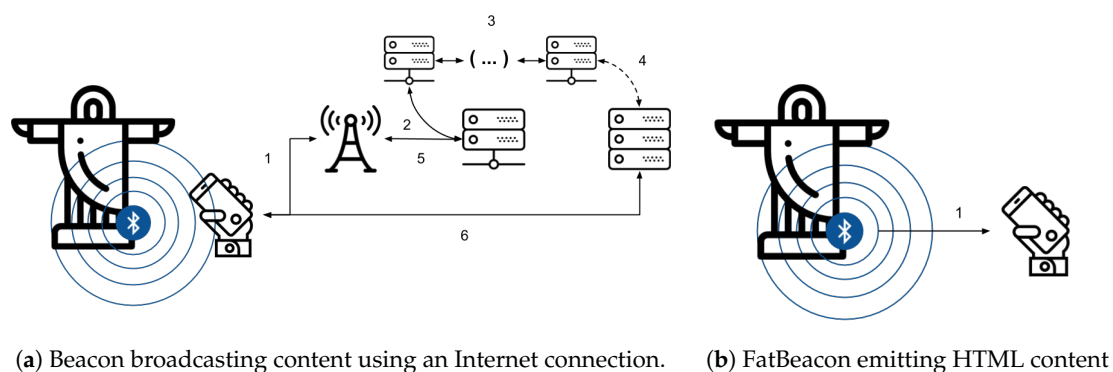 3
( ... )
4
1
2
5
6
1
(a) Beacon broadcasting content using an Internet connection.
(b) FatBeacon emitting HTML content